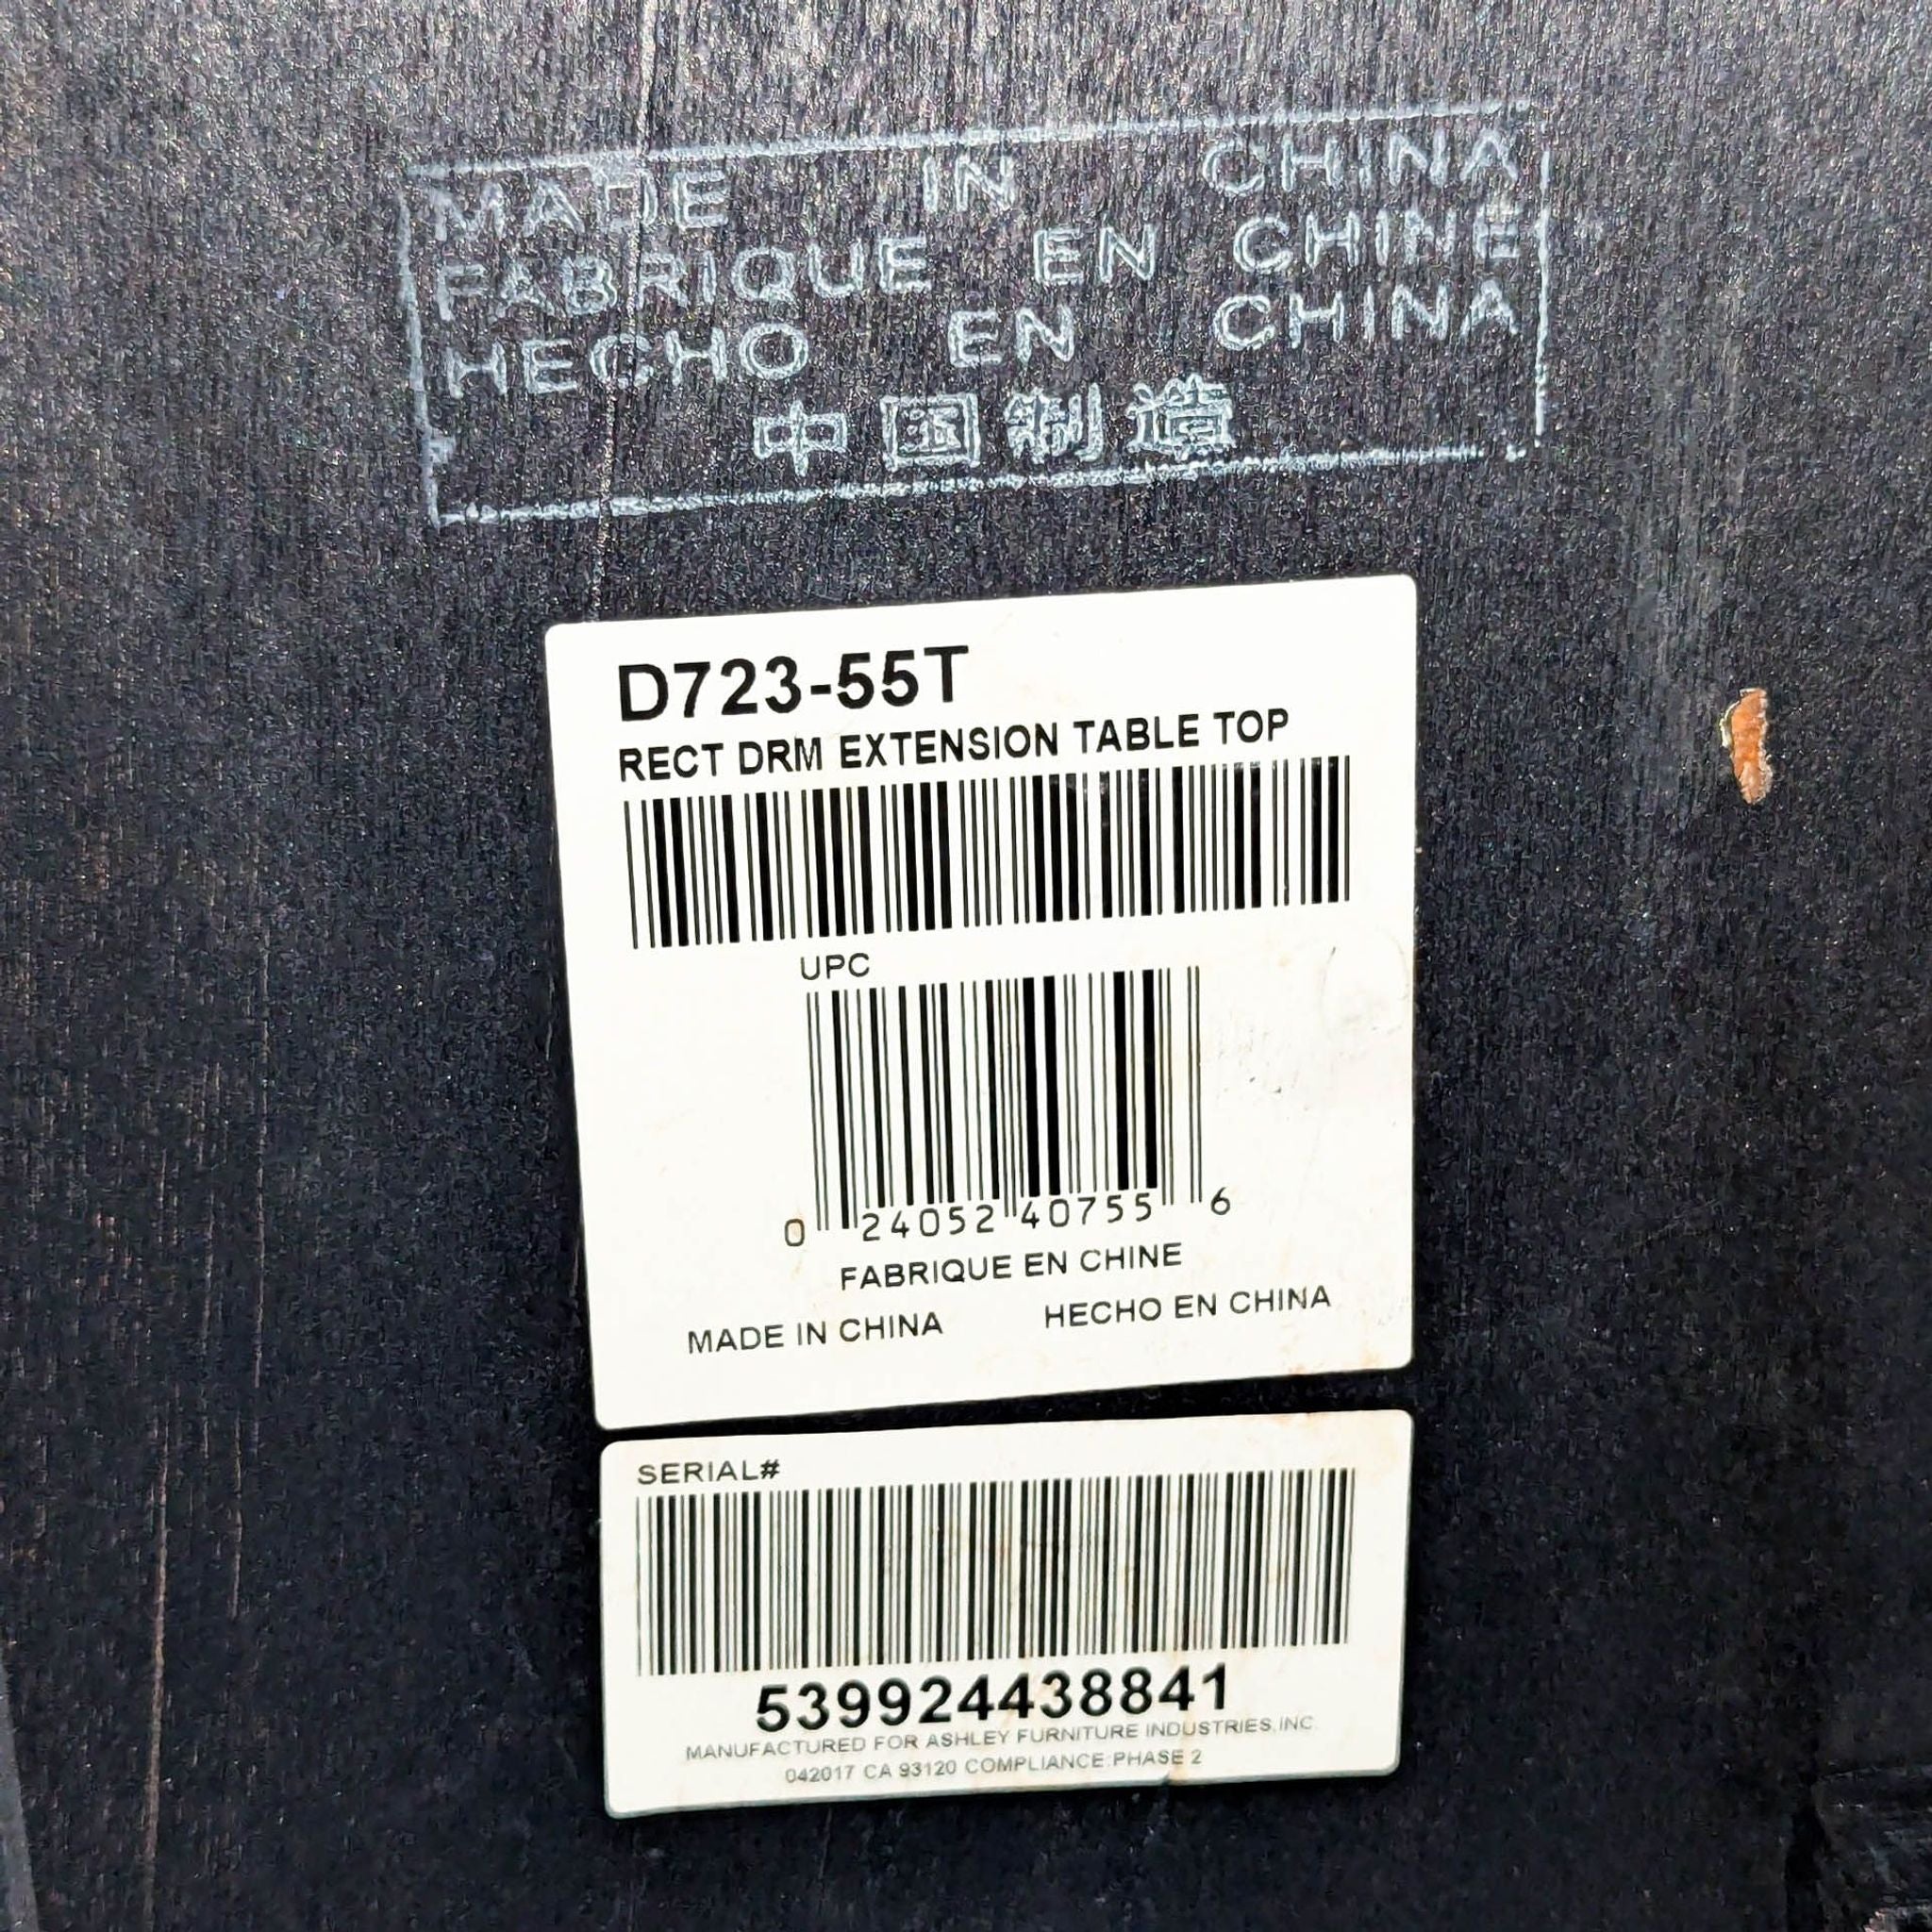 MADE IN CHINA
FABRIQUE EN CHINE
HECHO EN CHINA
中国制造
D723-55T
RECT DRM EXTENSION TABLE TOP
UPC
0 24052 40755 6
FABRIQUE EN CHINE
MADE IN CHINA HECHO EN CHINA
SERIAL#
539924438841
MANUFACTURED FOR ASHLEY FURNITURE INDUSTRIES,INC.
042017 CA 93120 COMPLIANCE:PHASE 2